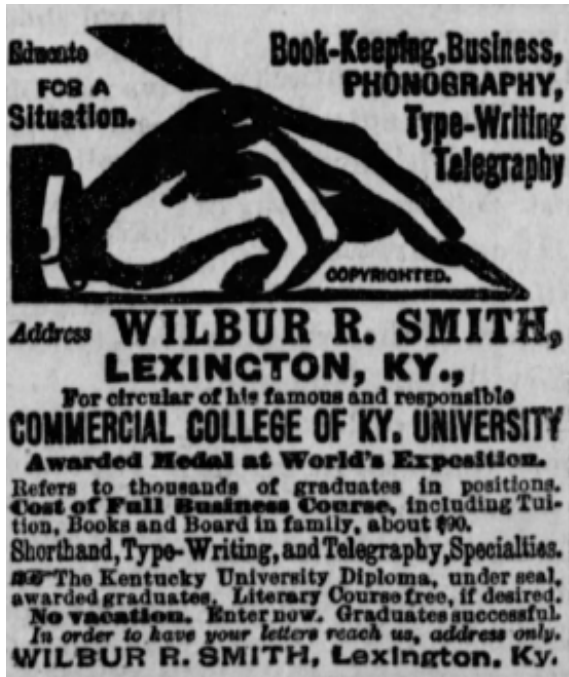 Educate
FOR A
Situation.
Book-Keeping, Business,
PHONOGRAPHY,
Type-Writing
Telegraphy
COPYRIGHTED.
Address WILBUR R. SMITH,
LEXINGTON, KY.,
For circular of his famous and responsible
COMMERCIAL COLLEGE OF KY. UNIVERSITY
Awarded Medal at World's Exposition.
Refers to thousands of graduates in positions.
Cost of Full Business Course, including Tui-
tion, Books and Board in family, about $90.
Shorthand, Type-Writing, and Telegraphy, Specialties.
The Kentucky University Diploma, under seal,
awarded graduates. Literary Course free, if desired.
No vacation. Enter now. Graduates successful.
In order to have your letters reach us, address only.
WILBUR R. SMITH, Lexington, Ky.